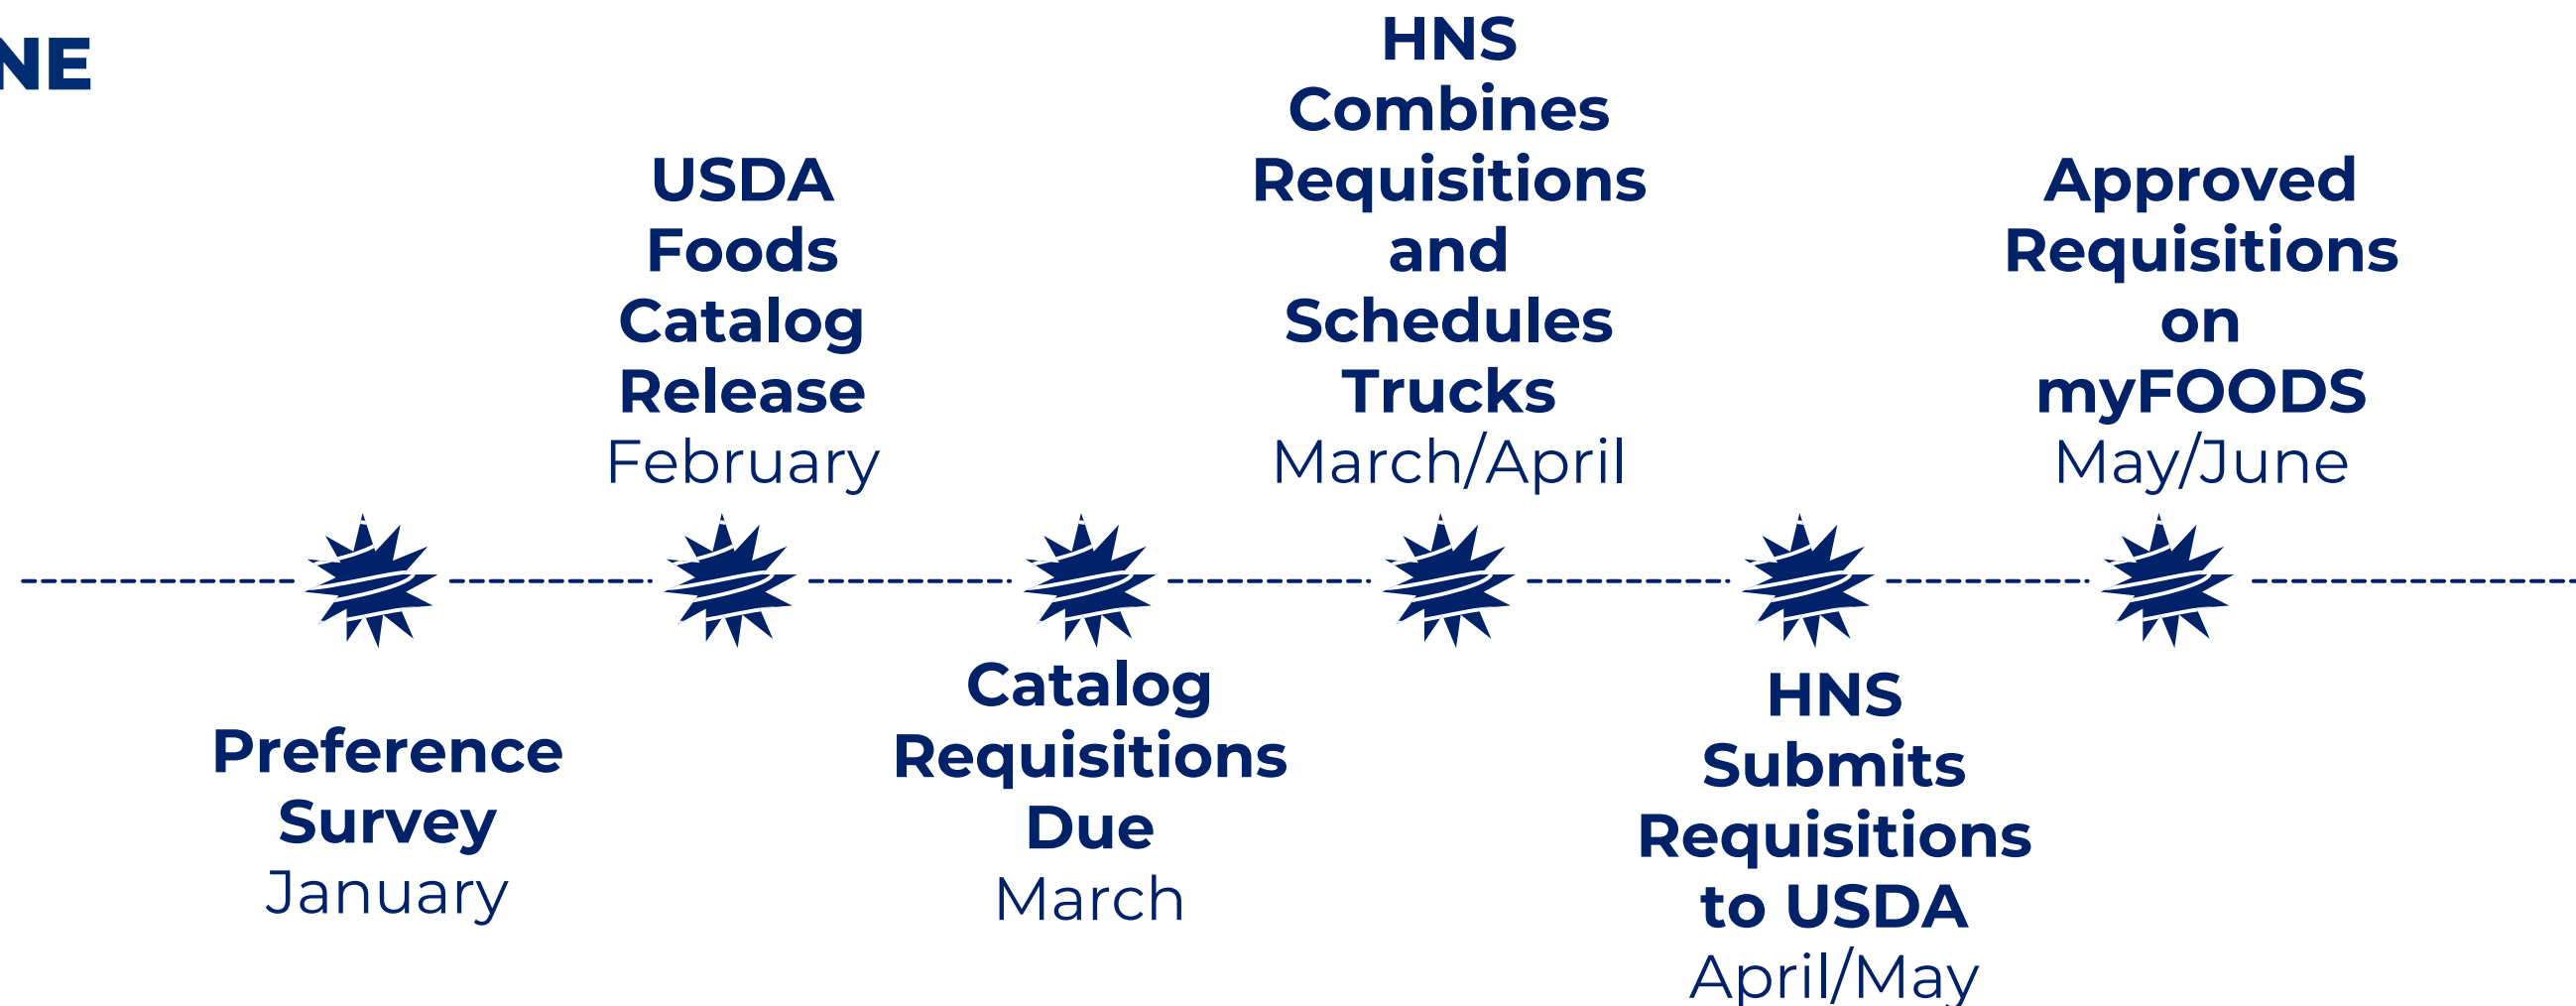 NE
Preference
Survey
January
USDA
Foods
Catalog
Release
February
Catalog
Requisitions
Due
March
HNS
Combines
Requisitions
and
Schedules
Trucks
March/April
HNS
Submits
Requisitions
to USDA
April/May
Approved
Requisitions
on
myFOODS
May/June